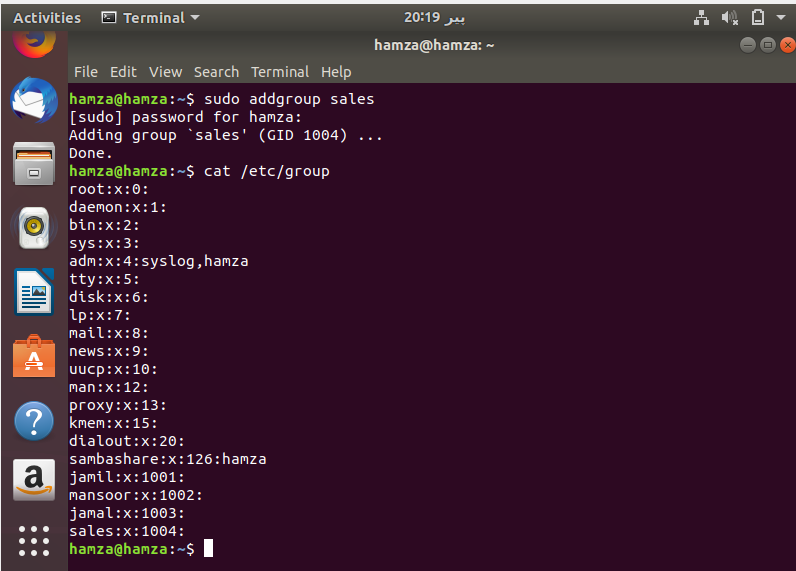 Activities Terminal 20:19 پیر
hamza@hamza: ~
File Edit View Search Terminal Help
hamza@hamza:~$ sudo addgroup sales
[sudo] password for hamza:
Adding group `sales' (GID 1004) ...
Done.
hamza@hamza:~$ cat /etc/group
root:x:0:
daemon:x:1:
bin:x:2:
sys:x:3:
adm:x:4:syslog,hamza
tty:x:5:
disk:x:6:
lp:x:7:
mail:x:8:
news:x:9:
uucp:x:10:
man:x:12:
proxy:x:13:
kmem:x:15:
dialout:x:20:
sambashare:x:126:hamza
jamil:x:1001:
mansoor:x:1002:
jamal:x:1003:
sales:x:1004:
hamza@hamza:~$